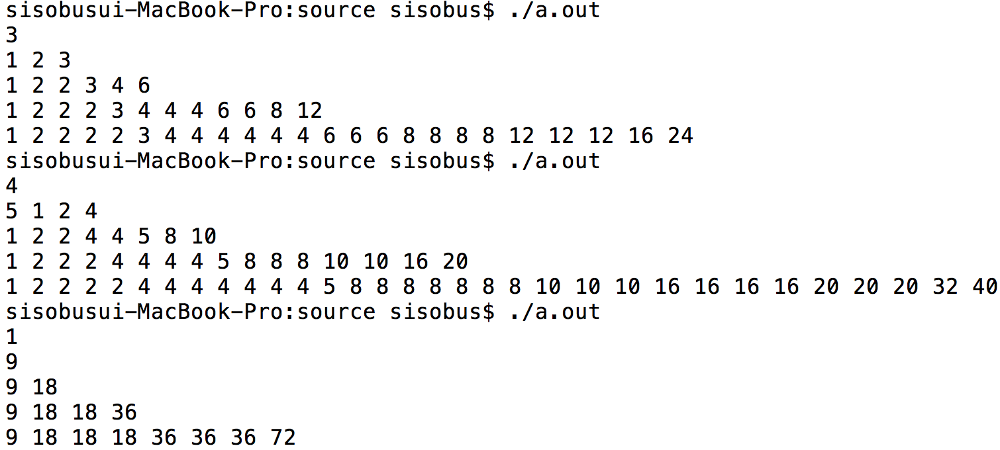 sisobusui-MacBook-Pro:source sisobus$ ./a.out
3
1 2 3
1 2 2 3 4 6
1 2 2 2 3 4 4 4 6 6 8 12
1 2 2 2 2 3 4 4 4 4 4 4 6 6 6 8 8 8 8 12 12 12 16 24
sisobusui-MacBook-Pro:source sisobus$ ./a.out
4
5 1 2 4
1 2 2 4 4 5 8 10
1 2 2 2 4 4 4 4 5 8 8 8 10 10 16 20
1 2 2 2 2 4 4 4 4 4 4 4 5 8 8 8 8 8 8 8 10 10 10 16 16 16 16 20 20 20 32 40
sisobusui-MacBook-Pro:source sisobus$ ./a.out
1
9
9 18
9 18 18 36
9 18 18 18 36 36 36 72